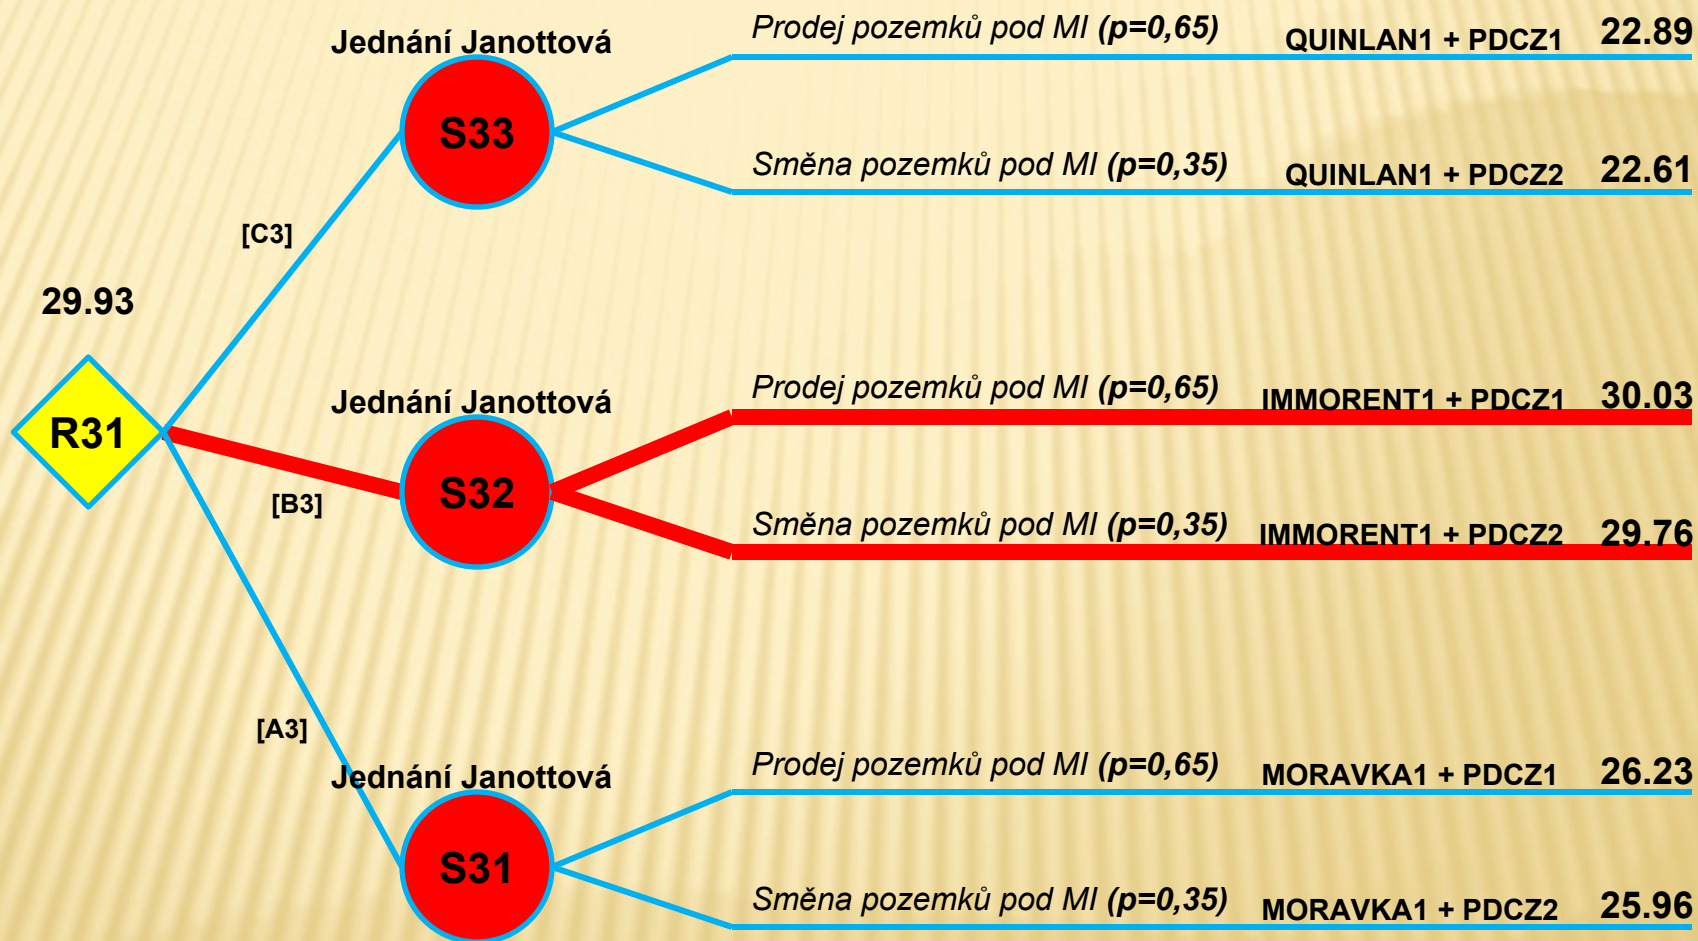 Jednání Janottová
S33
Prodej pozemků pod MI (p=0,65) QUINLAN1 + PDCZ1 22.89
Směna pozemků pod MI (p=0,35) QUINLAN1 + PDCZ2 22.61
[C3]
29.93
R31
Jednání Janottová
S32
Prodej pozemků pod MI (p=0,65) IMMORENT1 + PDCZ1 30.03
Směna pozemků pod MI (p=0,35) IMMORENT1 + PDCZ2 29.76
[B3]
[A3]
Jednání Janottová
S31
Prodej pozemků pod MI (p=0,65) MORAVKA1 + PDCZ1 26.23
Směna pozemků pod MI (p=0,35) MORAVKA1 + PDCZ2 25.96